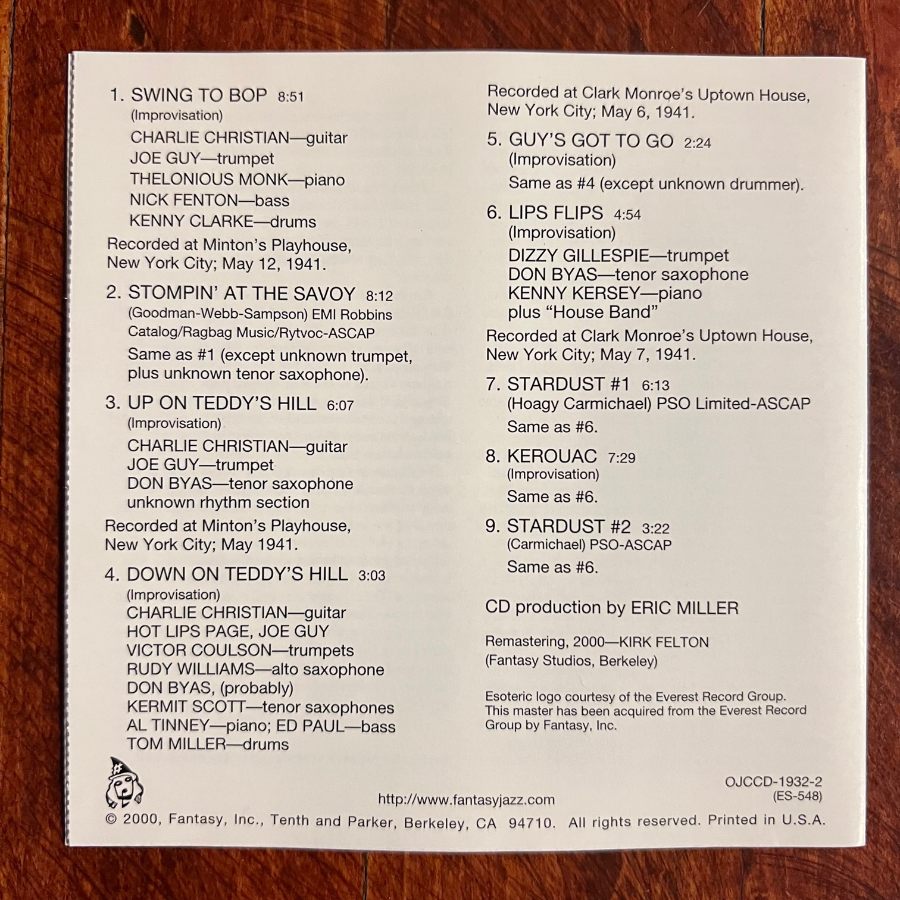 1. SWING TO BOP 8:51
(Improvisation)
CHARLIE CHRISTIAN—guitar
JOE GUY—trumpet
THELONIOUS MONK—piano
NICK FENTON—bass
KENNY CLARKE—drums
Recorded at Minton's Playhouse,
New York City; May 12, 1941.
2. STOMPIN' AT THE SAVOY 8:12
(Goodman-Webb-Sampson) EMI Robbins
Catalog/Ragbag Music/Rytvoc-ASCAP
Same as #1 (except unknown trumpet,
plus unknown tenor saxophone).
3. UP ON TEDDY'S HILL 6:07
(Improvisation)
CHARLIE CHRISTIAN—guitar
JOE GUY—trumpet
DON BYAS—tenor saxophone
unknown rhythm section
Recorded at Minton's Playhouse,
New York City; May 1941.
4. DOWN ON TEDDY'S HILL 3:03
(Improvisation)
CHARLIE CHRISTIAN—guitar
HOT LIPS PAGE, JOE GUY
VICTOR COULSON—trumpets
RUDY WILLIAMS—alto saxophone
DON BYAS, (probably)
KERMIT SCOTT—tenor saxophones
AL TINNEY—piano; ED PAUL—bass
TOM MILLER—drums
Recorded at Clark Monroe's Uptown House,
New York City; May 6, 1941.
5. GUY'S GOT TO GO 2:24
(Improvisation)
Same as #4 (except unknown drummer).
6. LIPS FLIPS 4:54
(Improvisation)
DIZZY GILLESPIE—trumpet
DON BYAS—tenor saxophone
KENNY KERSEY—piano
plus “House Band”
Recorded at Clark Monroe's Uptown House,
New York City; May 7, 1941.
7. STARDUST #1 6:13
(Hoagy Carmichael) PSO Limited-ASCAP
Same as #6.
8. KEROUAC 7:29
(Improvisation)
Same as #6.
9. STARDUST #2 3:22
(Carmichael) PSO-ASCAP
Same as #6.
CD production by ERIC MILLER
Remastering, 2000—KIRK FELTON
(Fantasy Studios, Berkeley)
Esoteric logo courtesy of the Everest Record Group.
This master has been acquired from the Everest Record
Group by Fantasy, Inc.
OJCCD-1932-2
(ES-548)
http://www.fantasyjazz.com
© 2000, Fantasy, Inc., Tenth and Parker, Berkeley, CA 94710. All rights reserved. Printed in U.S.A.